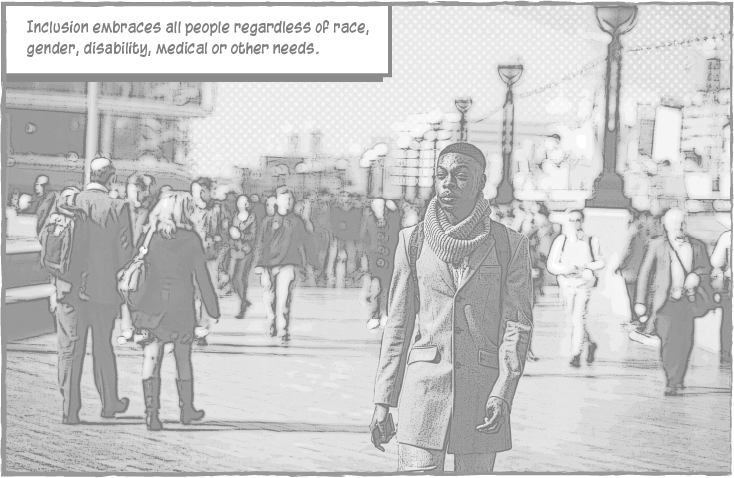 Inclusion embraces all people regardless of race,
gender, disability, medical or other needs.